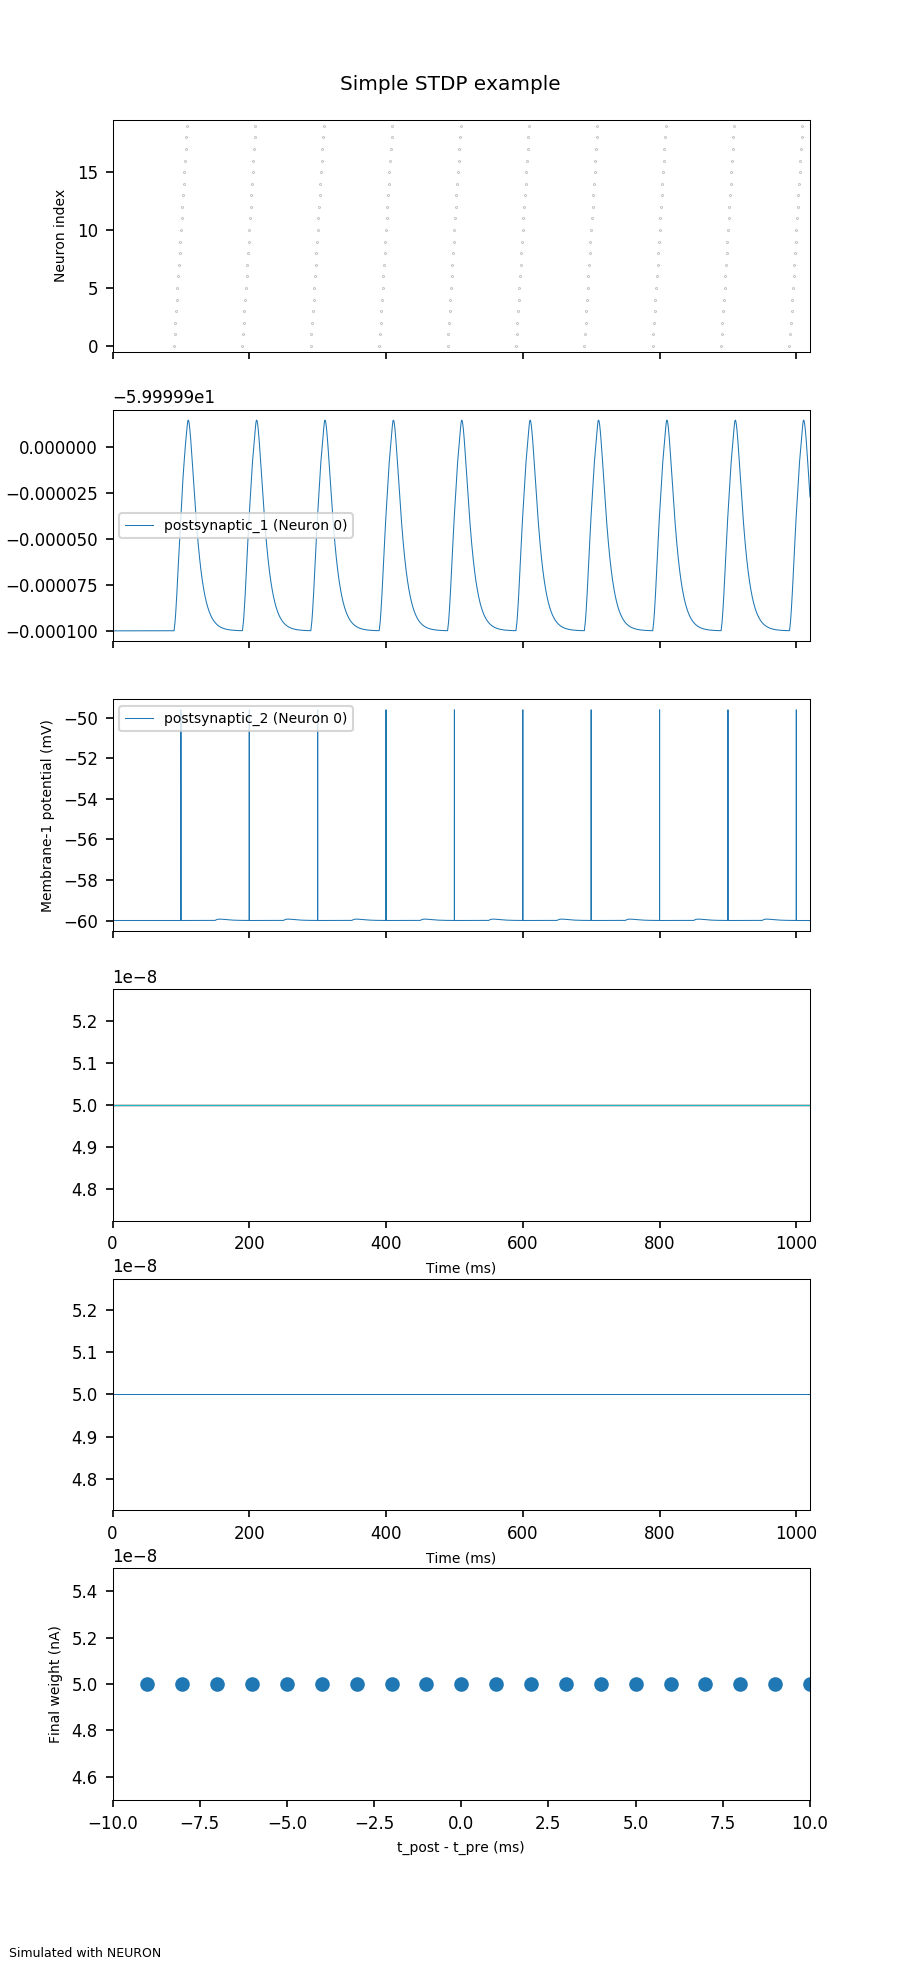 Simple STDP example
15
10
5
0
Neuron index
−5.99999e1
0.000000
−0.000025
−0.000050
−0.000075
−0.000100
postsynaptic_1 (Neuron 0)
−50
−52
−54
−56
−58
−60
Membrane-1 potential (mV)
postsynaptic_2 (Neuron 0)
1e−8
5.2
5.1
5.0
4.9
4.8
0 200 400 600 800 1000
Time (ms)
1e−8
5.2
5.1
5.0
4.9
4.8
0 200 400 600 800 1000
Time (ms)
1e−8
5.4
5.2
5.0
4.8
4.6
Final weight (nA)
−10.0 −7.5 −5.0 −2.5 0.0 2.5 5.0 7.5 10.0
t_post - t_pre (ms)
Simulated with NEURON